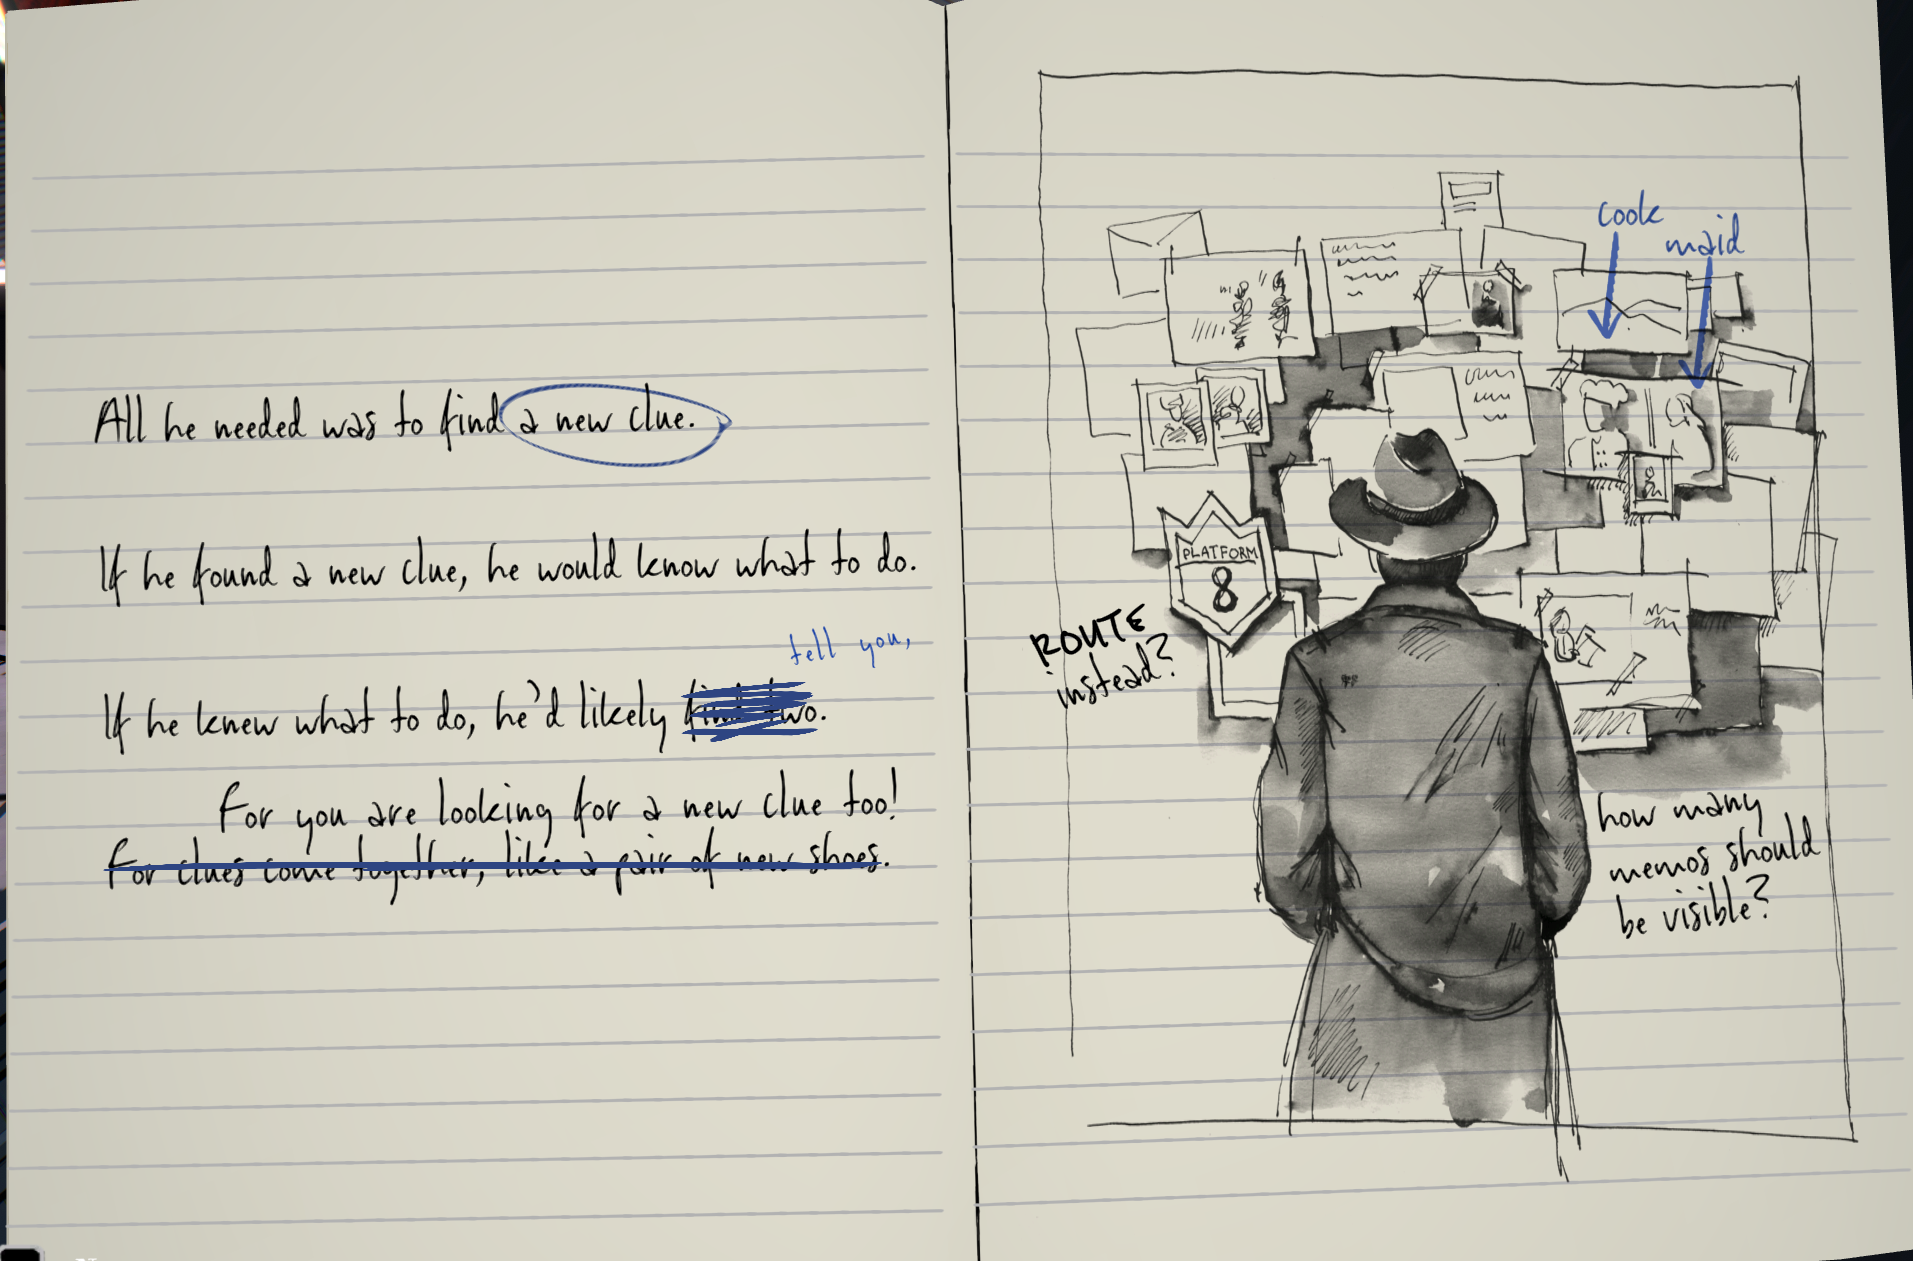 All he needed was to find a new clue.
If he found a new clue, he would know what to do.
tell you,
If he knew what to do, he'd likely find two.
For you are looking for a new clue too!
For clues come together, like a pair of new shoes.
cook
maid
PLATFORM
8
ROUTE
instead?
how many
memos should
be visible?